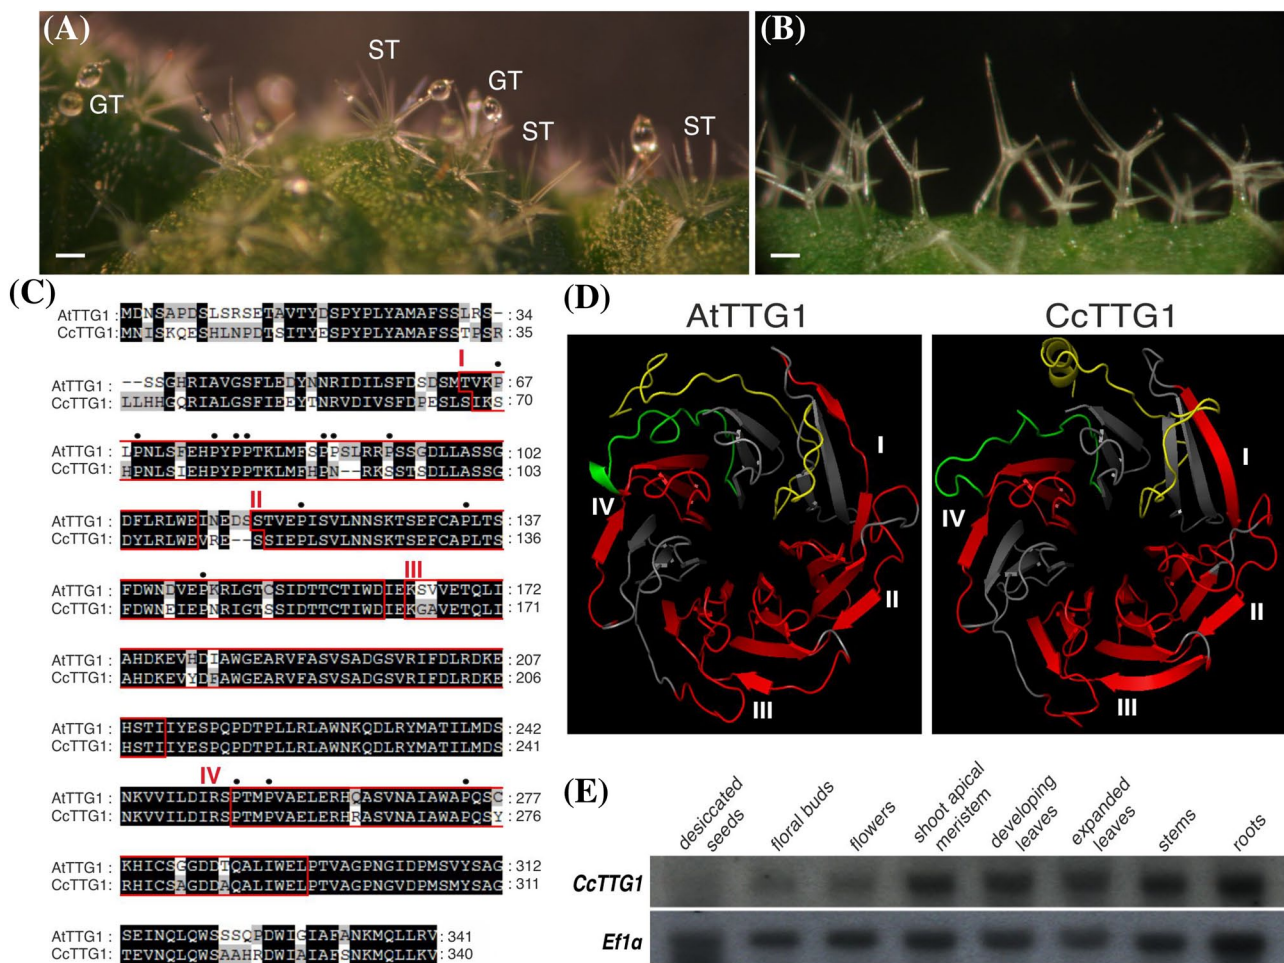 (A)
ST
GT
GT
ST
ST
(B)
(C)
AtTTG1 : MDNSAPDSLSRSETAVTYDSPYPLYAMAFSSLRS- : 34
CcTTG1: MNISKQESHLNPDTSITYESPYPLYAMAFSSTPSR : 35
I
AtTTG1 : --SSGHRIAVGSFLEDYNNRIDILSFDSDSMTVKP : 67
CcTTG1: LLHHGQRIALGSFIEEYTNRVDIVSFDPESLSIKS : 70
AtTTG1 : LPNLSFEHPYPPTKLMFSPPSLRRPSSGDLLASSG : 102
CcTTG1: HPNLSIEHPYPPTKLMFHPN--RKSSTSDLLASSG : 103
II
AtTTG1 : DFLRLWEINEDSSTVEPISVLNNSKTSEFCAPLTS : 137
CcTTG1: DYLRLWEVRE--SSIEPLSVLNNSKTSEFCAPLTS : 136
III
AtTTG1 : FDWNDVEPKRLGTCSIDTTCTIWDIEKSVVETQLI : 172
CcTTG1: FDWNEIEPNRIGTSSIDTTCTIWDIEKGAVETQLI : 171
AtTTG1 : AHDKEVHDIAWGEARVFASVSADGSVRIFDLRDKE : 207
CcTTG1: AHDKEVYDIAWGEARVFASVSADGSVRIFDLRDKE : 206
AtTTG1 : HSTIIYESPQPDTPLLRLAWNKQDLRYMATILMDS : 242
CcTTG1: HSTIIYESPQPDTPLLRLAWNKQDLRYMATILMDS : 241
IV
AtTTG1 : NKVVILDIRSPTMPVAELERHQASVNAIAWAPQSC : 277
CcTTG1: NKVVILDIRSPTMPVAELERHRASVNAIAWAPQSY : 276
AtTTG1 : KHICSGGDDTQALIWELPTVAGPNGIDPMSVYSAG : 312
CcTTG1: RHICSAGDDAQALIWELPTVAGPNGVDPMSMYSAG : 311
AtTTG1 : SEINQLQWSSSQPDWIGIAFANKMQLLRV : 341
CcTTG1: TEVNQLQWSAAHRDWIAIAFSNKMQLLKV : 340
(D)
AtTTG1
I
II
III
IV
CcTTG1
I
II
III
IV
(E)
desiccated seeds
floral buds
flowers
shoot apical meristem
developing leaves
expanded leaves
stems
roots
CcTTG1
Ef1a